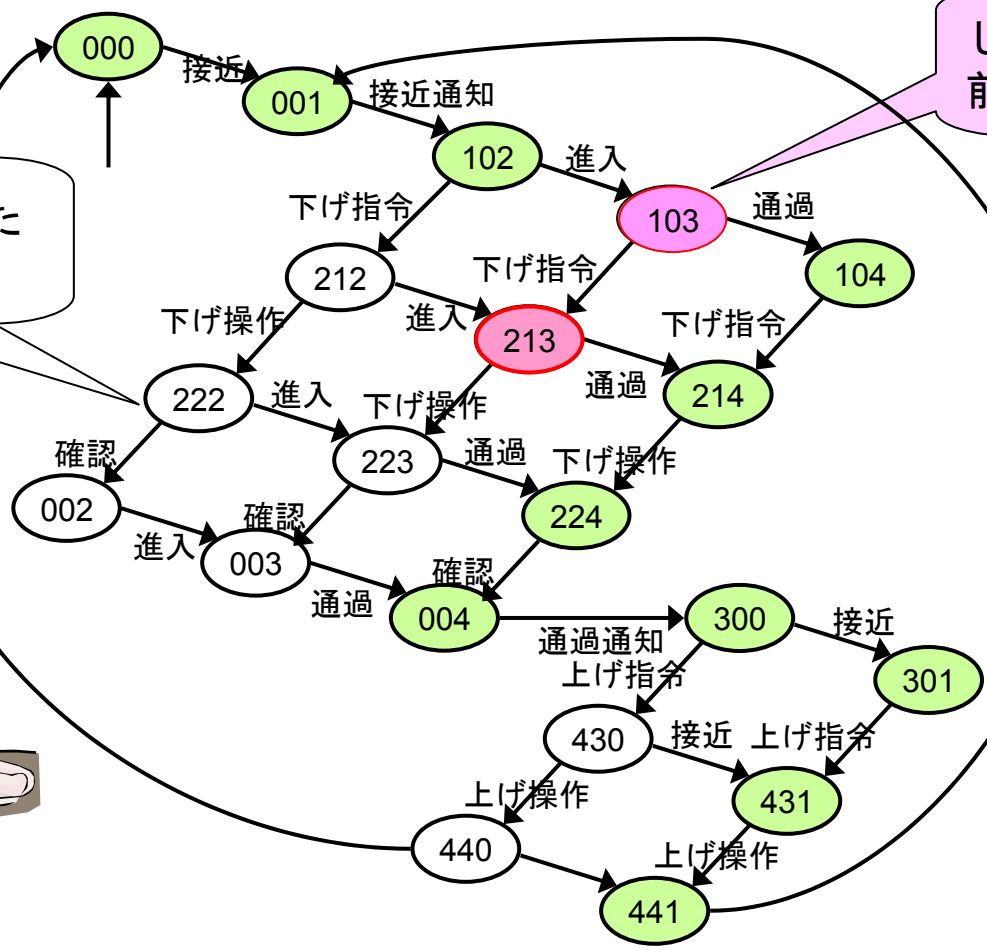 000
接近
001
接近通知
し
前
102
進入
103
通過
104
下げ指令
た
212
下げ指令
進入
213
下げ指令
通過
214
下げ操作
222
進入
下げ操作
223
通過
下げ操作
224
確認
002
進入
確認
003
通過
確認
004
通過通知
300
接近
301
上げ指令
430
接近
上げ指令
431
上げ操作
440
上げ操作
441